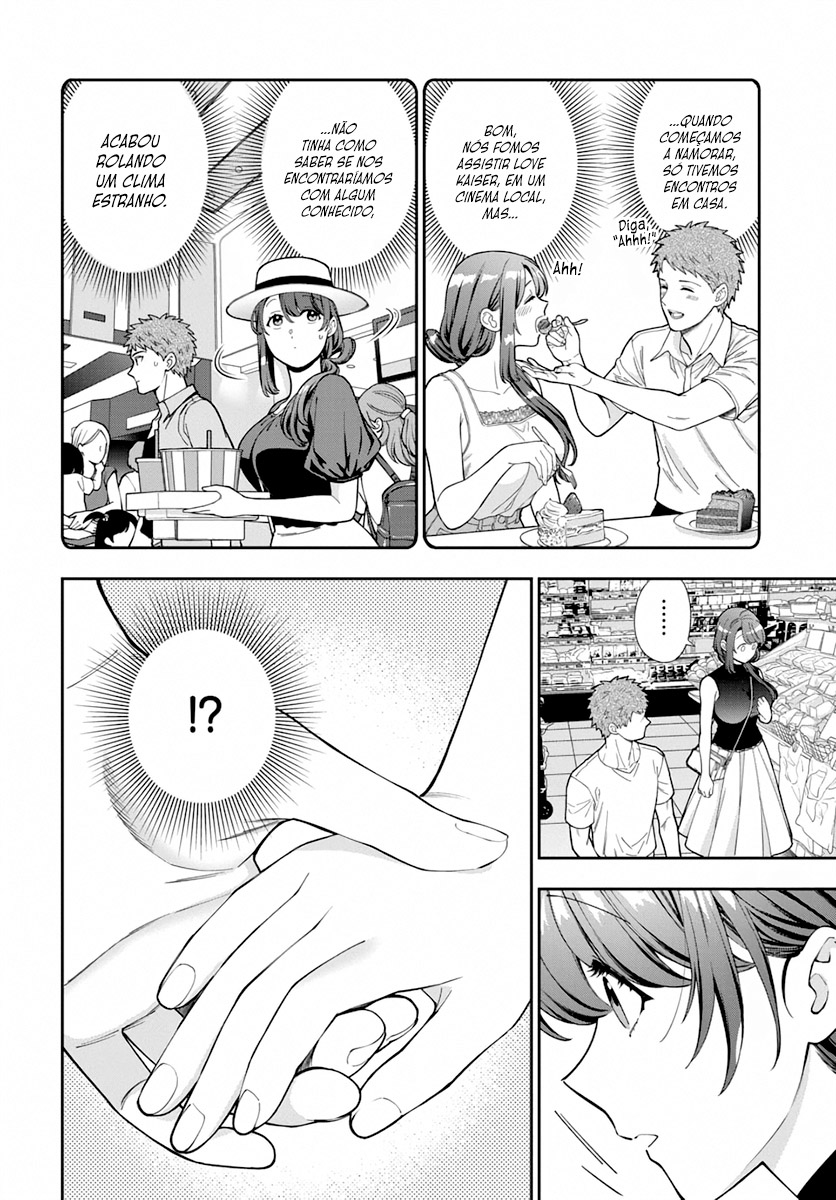 ...QUANDO
COMEÇAMOS
A NAMORAR,
SÓ TIVEMOS
ENCONTROS
EM CASA.
Diga,
"Ahhh!"
BOM,
NÓS FOMOS
ASSISTIR LOVE
KAISER, EM UM
CINEMA LOCAL,
MAS...
Ahh!
...NÃO
TINHA COMO
SABER SE NOS
ENCONTRARÍAMOS
COM ALGUM
CONHECIDO,
ACABOU
ROLANDO
UM CLIMA
ESTRANHO.
......
!?